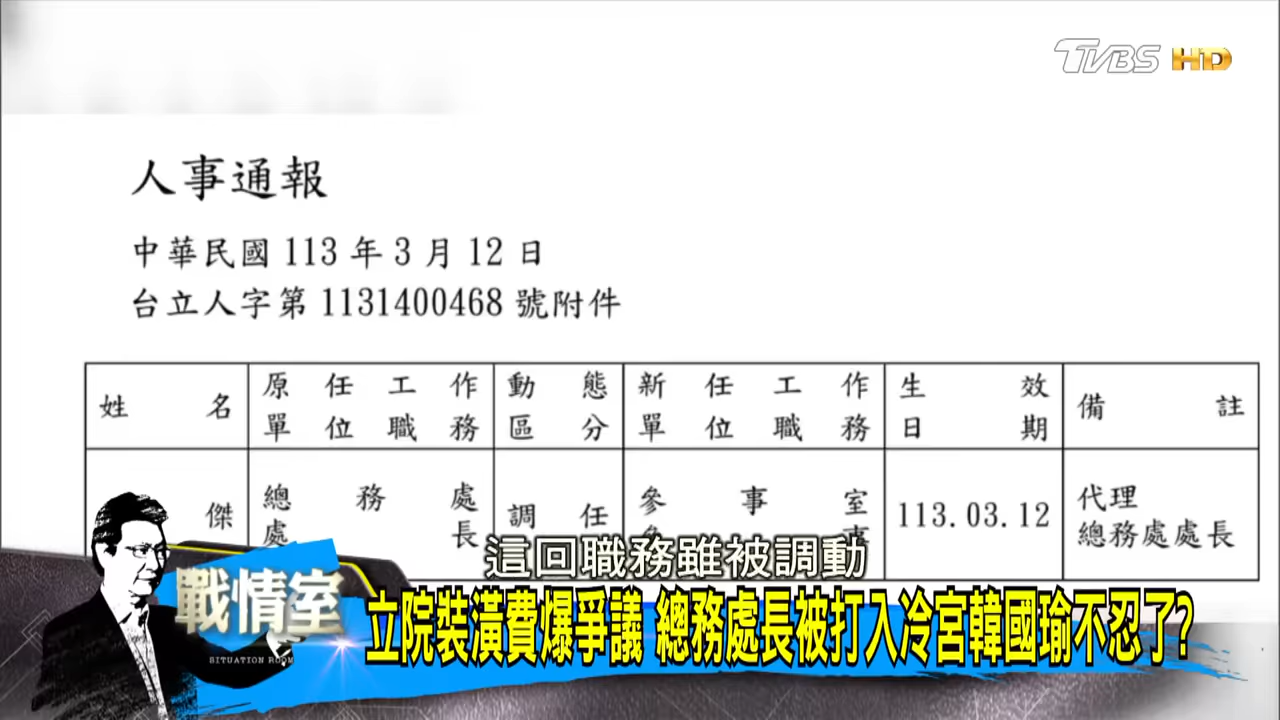 TVBS HD
人事通報
中華民國 113 年 3 月 12 日
台立人字第 1131400468 號附件
姓名 原任工作單位職務 動態區分 新任工作單位職務 生效日期 備註
傑 總務處處長 調任 參事室 113.03.12 代理總務處處長
這回職務雖被調動
戰情室
SITUATION ROOM
立院裝潢費爆爭議 總務處長被打入冷宮韓國瑜不忍了?